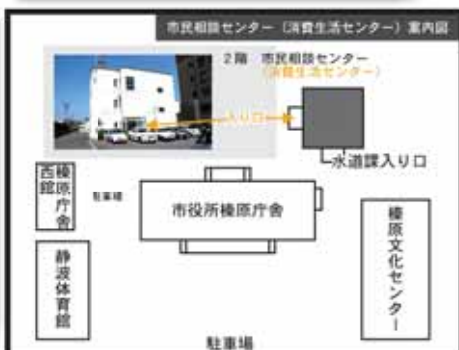 市民相談センター（消費生活センター）案内図
2階 市民相談センター
（消費生活センター）
入り口
水道課入り口
榛原庁舎
西館
駐車場
市役所榛原庁舎
静波体育館
榛原文化センター
駐車場